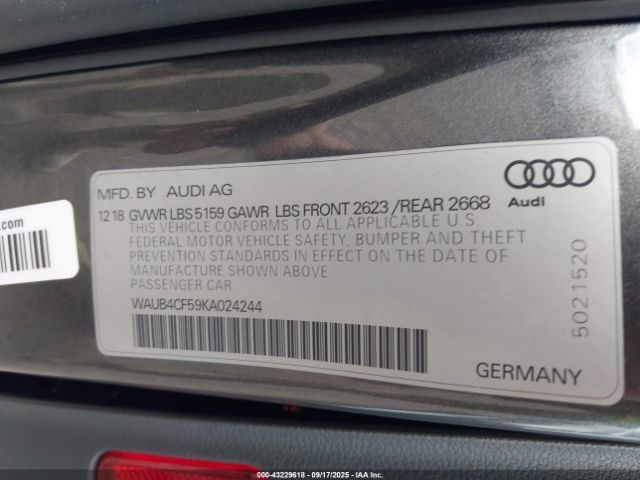 MFD. BY AUDI AG
Audi
12 18 GVWR LBS 5159 GAWR LBS FRONT 2623 /REAR 2668
THIS VEHICLE CONFORMS TO ALL APPLICABLE U S
FEDERAL MOTOR VEHICLE SAFETY, BUMPER AND THEFT
PREVENTION STANDARDS IN EFFECT ON THE DATE OF
MANUFACTURE SHOWN ABOVE
PASSENGER CAR
WAUB4CF59KA024244
5021520
GERMANY
.com
000-43229618 - 09/17/2025 - IAAI.COM